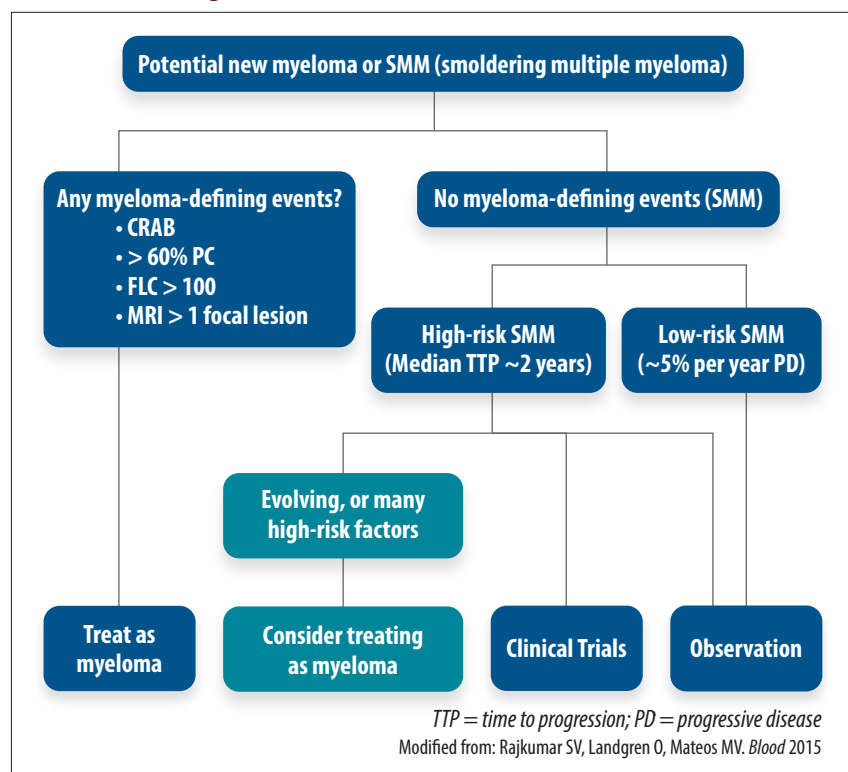 Potential new myeloma or SMM (smoldering multiple myeloma)
Any myeloma-defining events?
• CRAB
• > 60% PC
• FLC > 100
• MRI > 1 focal lesion
No myeloma-defining events (SMM)
High-risk SMM
(Median TTP ~2 years)
Low-risk SMM
(~5% per year PD)
Evolving, or many
high-risk factors
Treat as
myeloma
Consider treating
as myeloma
Clinical Trials
Observation
TTP = time to progression; PD = progressive disease
Modified from: Rajkumar SV, Landgren O, Mateos MV. Blood 2015